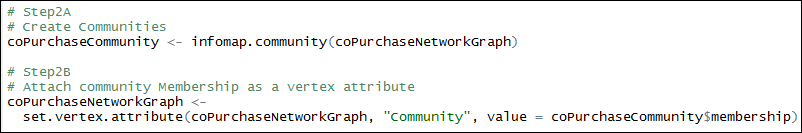 # Step2A
# Create Communities
coPurchaseCommunity <- infomap.community(coPurchaseNetworkGraph)
# Step2B
# Attach community Membership as a vertex attribute
coPurchaseNetworkGraph <-
set.vertex.attribute(coPurchaseNetworkGraph, "Community", value = coPurchaseCommunity$membership)